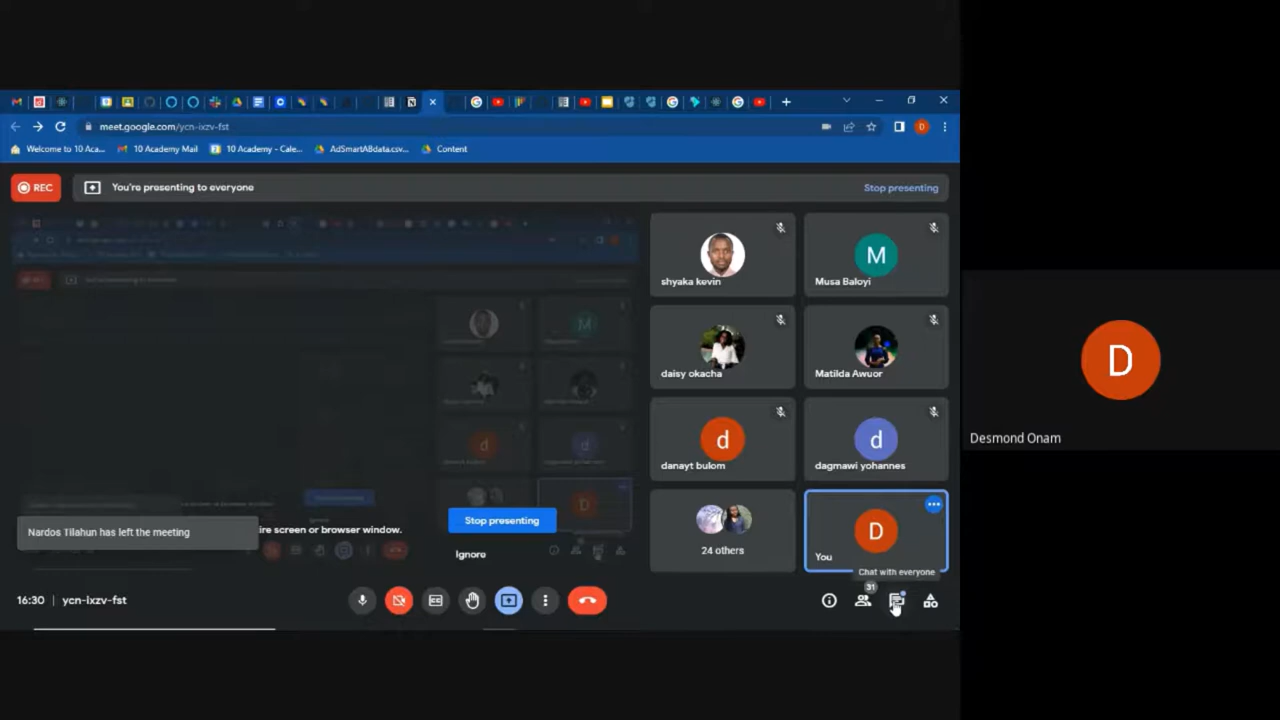 meet.google.com/ycn-ixzv-fst
Welcome to 10 Aca...
10 Academy Mail
10 Academy - Cale...
AdSmartABdata.csv...
Content
REC
You're presenting to everyone
Stop presenting
shyaka kevin
M
Musa Baloyi
daisy okacha
Matilda Awuor
d
danayt bulom
d
dagmawi yohannes
24 others
D
You
Chat with everyone
Nardos Tilahun has left the meeting
ire screen or browser window.
Stop presenting
Ignore
16:30 | ycn-ixzv-fst
31
D
Desmond Onam